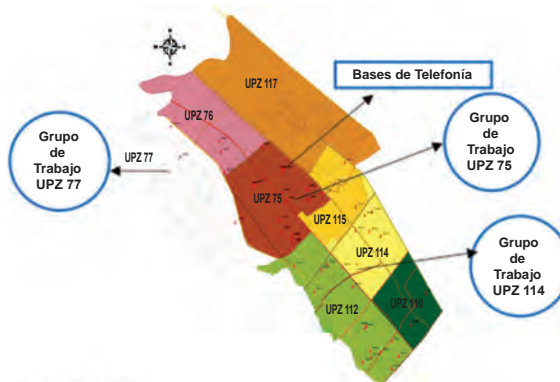 UPZ 117
Bases de Telefonía
UPZ 76
Grupo
de
Trabajo
UPZ 77
UPZ 77
Grupo
de
Trabajo
UPZ 75
UPZ 75
UPZ 115
UPZ 114
Grupo
de
Trabajo
UPZ 114
UPZ 112
UPZ 110